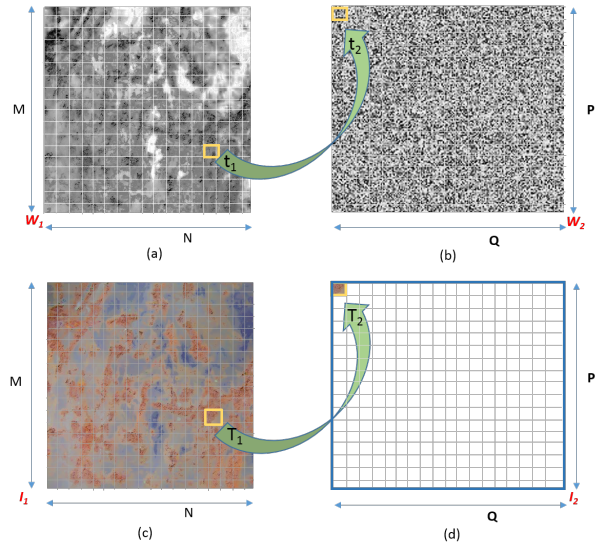 M
t₁
W₁
N
(a)
t₂
P
W₂
Q
(b)
M
T₁
I₁
N
(c)
T₂
P
I₂
Q
(d)